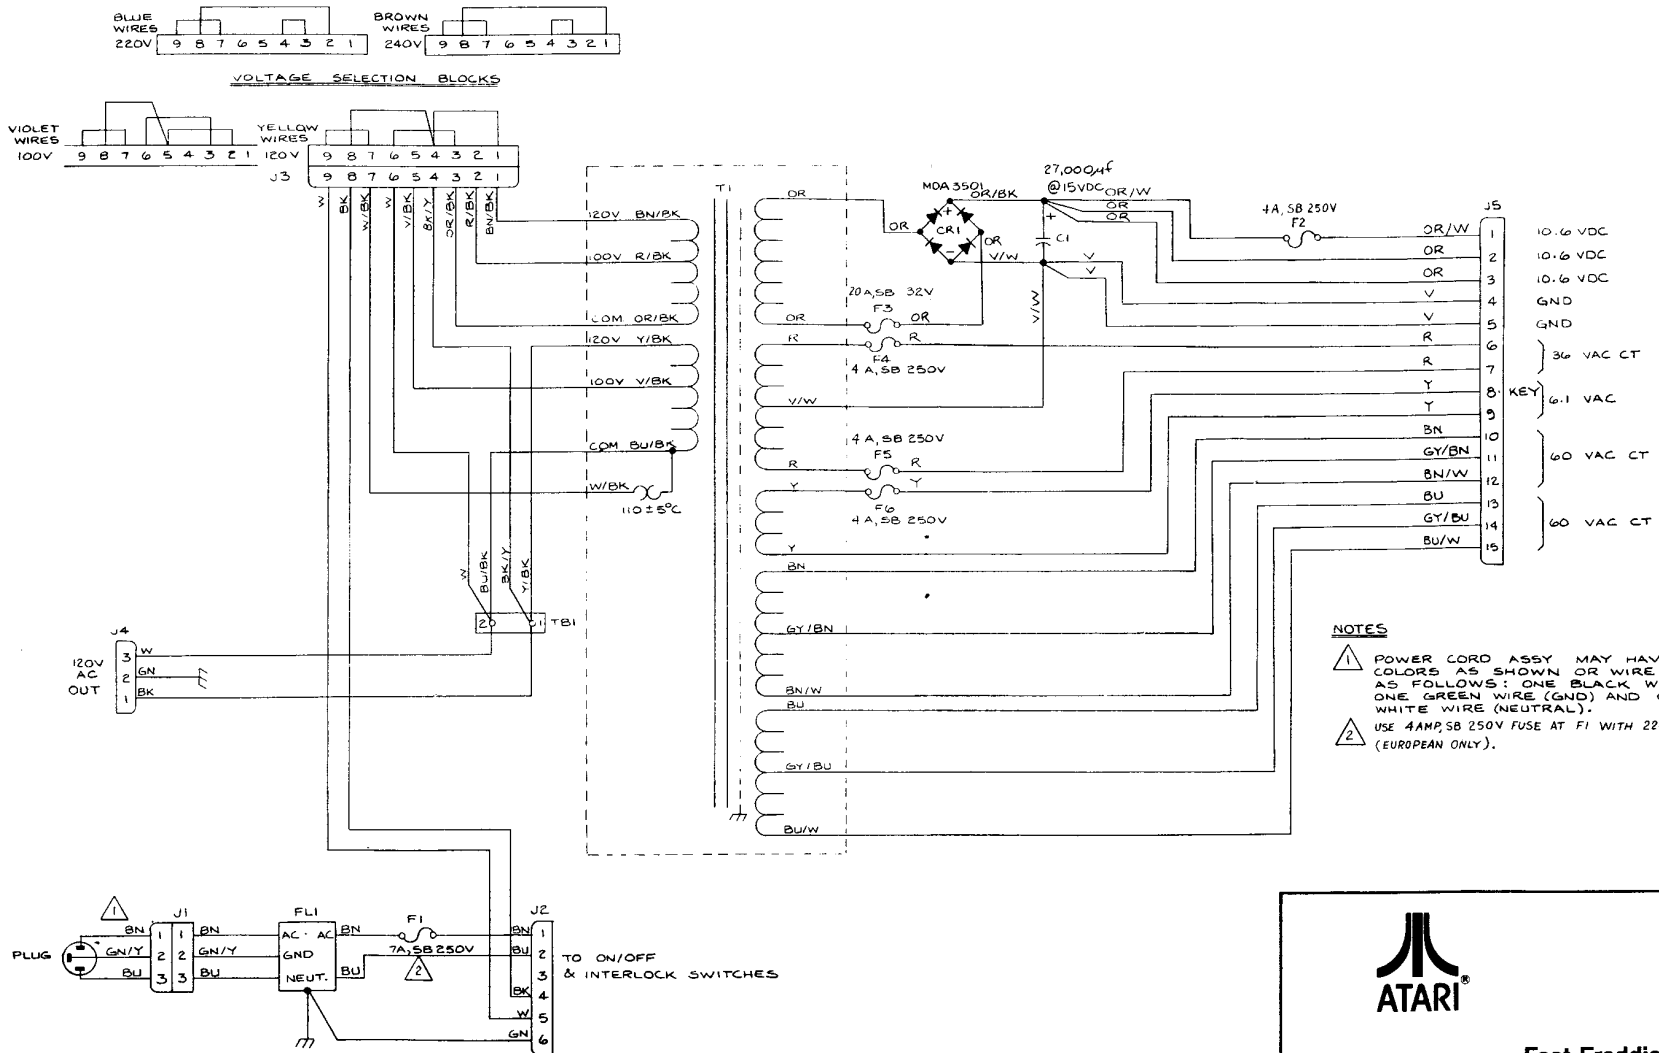 BLUE WIRES 220V
9 8 7 6 5 4 3 2 1
BROWN WIRES 240V
9 8 7 6 5 4 3 2 1
VOLTAGE SELECTION BLOCKS
VIOLET WIRES 100V
9 8 7 6 5 4 3 2 1
YELLOW WIRES 120V
9 8 7 6 5 4 3 2 1
J3
9 8 7 6 5 4 3 2 1
W
BK
W/BK
W
V/BK
BK/Y
OR/BK
R/BK
BN/BK
T1
120V BN/BK
100V R/BK
COM OR/BK
120V Y/BK
100V V/BK
COM BU/BK
W/BK
110±5°C
W
BU/BK
BK/Y
Y/BK
2 1 TB1
J4
120V AC OUT
3 W
2 GN
1 BK
OR
OR
MDA 3501
OR/BK
+
CR1
-
OR
V/W
27,000µf
@15VDC
OR/W
OR
OR
+
C1
V
V
V/W
4A, SB 250V
F2
20A, SB 32V
F3
OR
OR
R
R
F4
4A, SB 250V
V/W
4A, SB 250V
F5
R
R
Y
Y
F6
4A, SB 250V
Y
BN
GY/BN
BN/W
BU
GY/BU
BU/W
J5
OR/W 1 10.6 VDC
OR 2 10.6 VDC
OR 3 10.6 VDC
V 4 GND
V 5 GND
R 6
R 7
36 VAC CT
Y 8 KEY
Y 9
6.1 VAC
BN 10
GY/BN 11
BN/W 12
60 VAC CT
BU 13
GY/BU 14
BU/W 15
60 VAC CT
NOTES
1 POWER CORD ASSY MAY HAV
COLORS AS SHOWN OR WIRE
AS FOLLOWS: ONE BLACK W
ONE GREEN WIRE (GND) AND
WHITE WIRE (NEUTRAL).
2 USE 4AMP, SB 250V FUSE AT F1 WITH 22
(EUROPEAN ONLY).
1
PLUG
J1
BN 1 1 BN
GN/Y 2 2 GN/Y
BU 3 3 BU
FL1
AC · AC
GND
NEUT.
BN
BU
F1
7A, SB 250V
2
J2
BN 1
BU 2
3
BK 4
W 5
GN 6
TO ON/OFF
& INTERLOCK SWITCHES
ATARI®
Fast Freddie